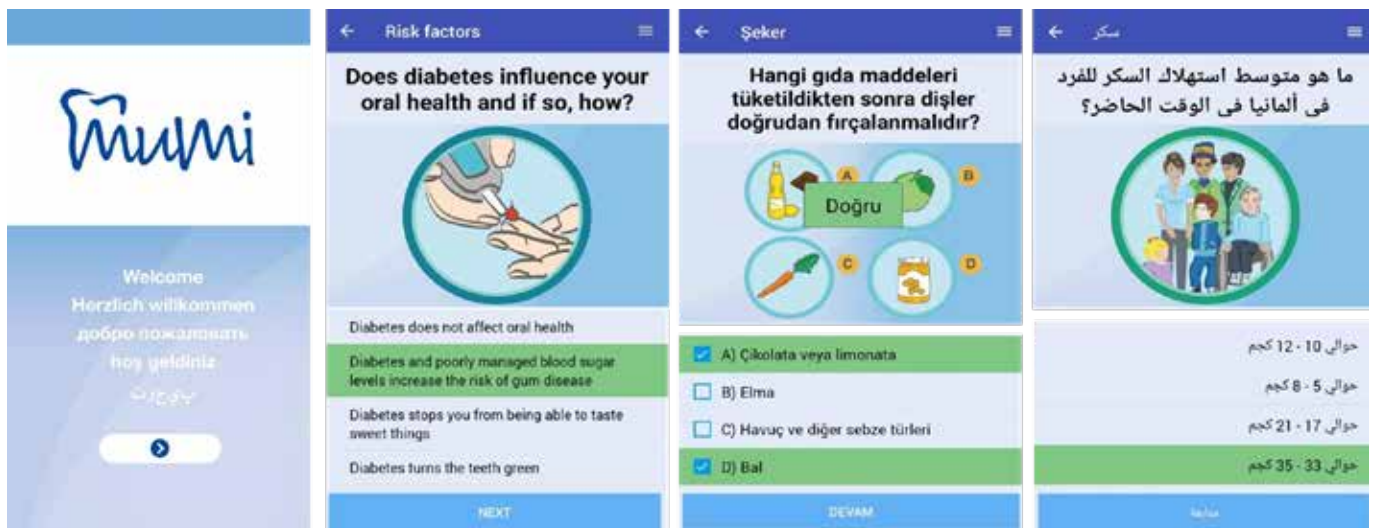 mumi
Welcome
Herzlich willkommen
добро пожаловать
hoş geldiniz
Risk factors
Does diabetes influence your
oral health and if so, how?
Diabetes does not affect oral health
Diabetes and poorly managed blood sugar
levels increase the risk of gum disease
Diabetes stops you from being able to taste
sweet things
Diabetes turns the teeth green
NEXT
Şeker
Hangi gıda maddeleri
tüketildikten sonra dişler
doğrudan fırçalanmalıdır?
A
B
Doğru
C
D
A) Çikolata veya limonata
B) Elma
C) Havuç ve diğer sebze türleri
D) Bal
DEVAM
سكر
ما هو متوسط استهلاك السكر للفرد
فى ألمانيا فى الوقت الحاضر؟
حوالي 10 - 12 كجم
حوالي 5 - 8 كجم
حوالي 17 - 21 كجم
حوالي 33 - 35 كجم
متابعة